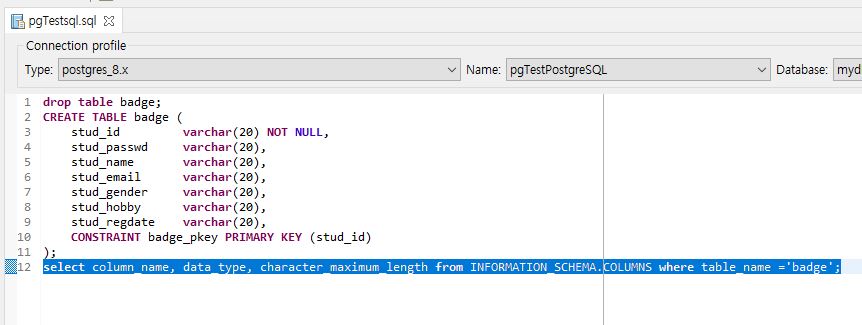 pgTestsql.sql
Connection profile
Type: postgres_8.x Name: pgTestPostgreSQL Database: myd
1 drop table badge;
2 CREATE TABLE badge (
3 stud_id varchar(20) NOT NULL,
4 stud_passwd varchar(20),
5 stud_name varchar(20),
6 stud_email varchar(20),
7 stud_gender varchar(20),
8 stud_hobby varchar(20),
9 stud_regdate varchar(20),
10 CONSTRAINT badge_pkey PRIMARY KEY (stud_id)
11 );
12 select column_name, data_type, character_maximum_length from INFORMATION_SCHEMA.COLUMNS where table_name ='badge';